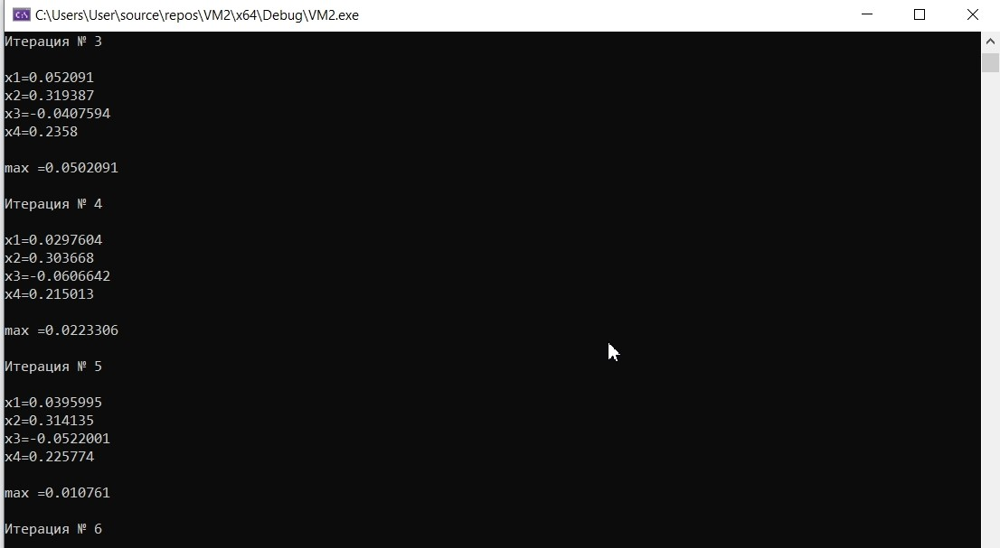 C:\Users\User\source\repos\VM2\x64\Debug\VM2.exe
Итерация № 3
x1=0.052091
x2=0.319387
x3=-0.0407594
x4=0.2358
max =0.0502091
Итерация № 4
x1=0.0297604
x2=0.303668
x3=-0.0606642
x4=0.215013
max =0.0223306
Итерация № 5
x1=0.0395995
x2=0.314135
x3=-0.0522001
x4=0.225774
max =0.010761
Итерация № 6